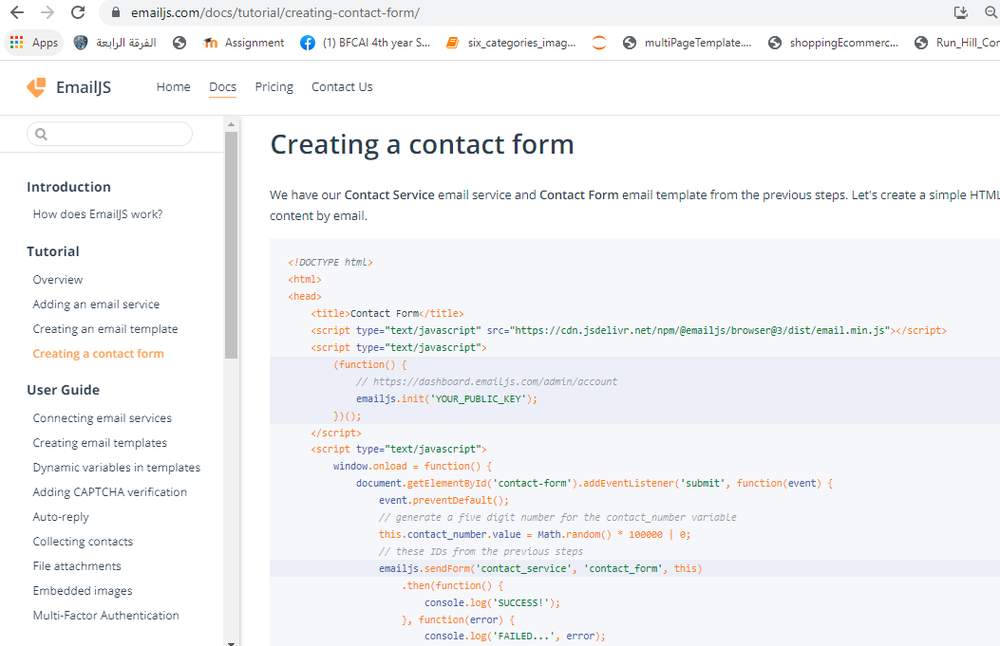 emailjs.com/docs/tutorial/creating-contact-form/
Apps
الفرقة الرابعة
Assignment
(1) BFCAI 4th year S...
six_categories_imag...
multiPageTemplate....
shoppingEcommerc...
Run_Hill_Cor
EmailJS
Home
Docs
Pricing
Contact Us
Introduction
How does EmailJS work?
Tutorial
Overview
Adding an email service
Creating an email template
Creating a contact form
User Guide
Connecting email services
Creating email templates
Dynamic variables in templates
Adding CAPTCHA verification
Auto-reply
Collecting contacts
File attachments
Embedded images
Multi-Factor Authentication
Creating a contact form
We have our Contact Service email service and Contact Form email template from the previous steps. Let's create a simple HTML
content by email.
<!DOCTYPE html>
<html>
<head>
<title>Contact Form</title>
<script type="text/javascript" src="https://cdn.jsdelivr.net/npm/@emailjs/browser@3/dist/email.min.js"></script>
<script type="text/javascript">
(function() {
// https://dashboard.emailjs.com/admin/account
emailjs.init('YOUR_PUBLIC_KEY');
})();
</script>
<script type="text/javascript">
window.onload = function() {
document.getElementById('contact-form').addEventListener('submit', function(event) {
event.preventDefault();
// generate a five digit number for the contact_number variable
this.contact_number.value = Math.random() * 100000 | 0;
// these IDs from the previous steps
emailjs.sendForm('contact_service', 'contact_form', this)
.then(function() {
console.log('SUCCESS!');
}, function(error) {
console.log('FAILED...', error);